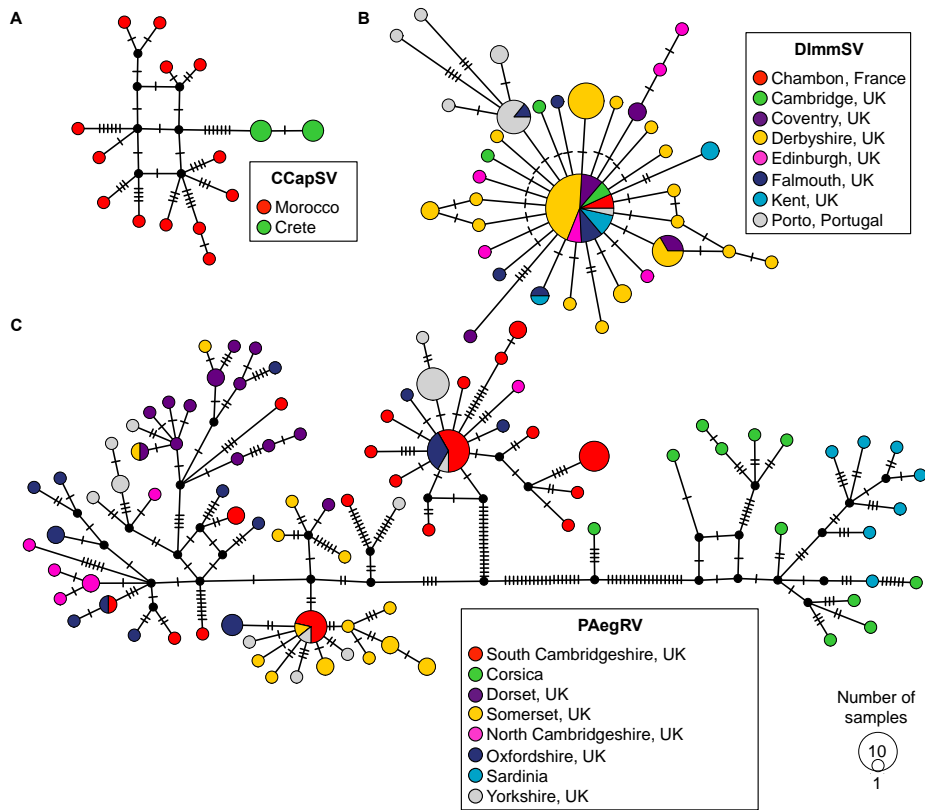 A
B
DImmSV
Chambon, France
Cambridge, UK
Coventry, UK
Derbyshire, UK
Edinburgh, UK
Falmouth, UK
Kent, UK
Porto, Portugal
CCapSV
Morocco
Crete
C
PAegRV
South Cambridgeshire, UK
Corsica
Dorset, UK
Somerset, UK
North Cambridgeshire, UK
Oxfordshire, UK
Sardinia
Yorkshire, UK
Number of
samples
10
1